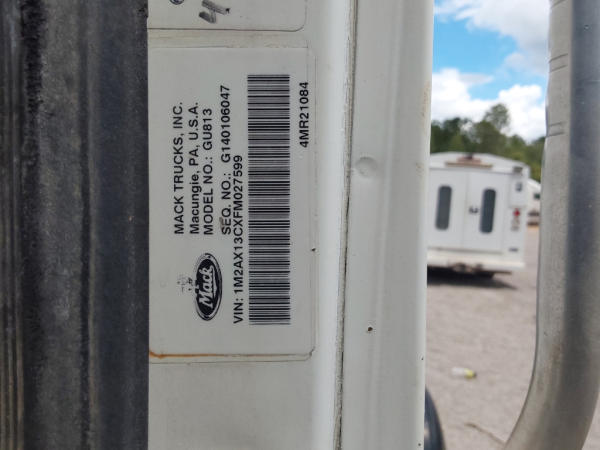 MACK TRUCKS, INC.
Macungie, PA, U.S.A.
MODEL NO.: GU813
SEQ. NO.: G140106047
Mack
VIN: 1M2AX13CXFM027599
4MR21084